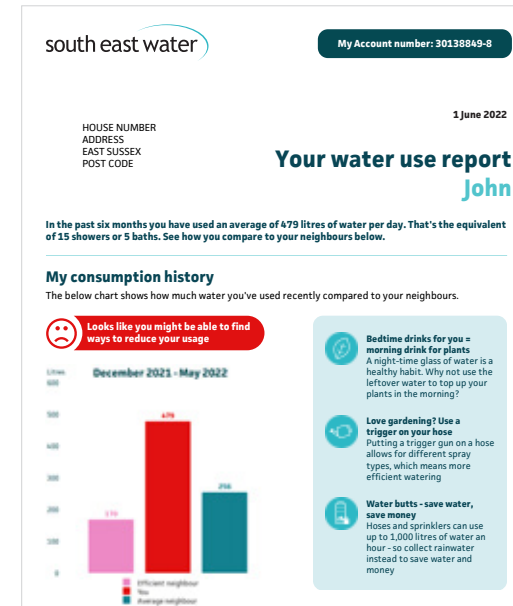 south east water
My Account number: 30138849-8
1 June 2022
HOUSE NUMBER
ADDRESS
EAST SUSSEX
POST CODE
Your water use report
John
In the past six months you have used an average of 479 litres of water per day. That's the equivalent
of 15 showers or 5 baths. See how you compare to your neighbours below.
My consumption history
The below chart shows how much water you've used recently compared to your neighbours.
Looks like you might be able to find
ways to reduce your usage
Litres
December 2021 - May 2022
600
500
400
300
200
100
0
170
479
256
Efficient neighbour
You
Average neighbour
Bedtime drinks for you =
morning drink for plants
A night-time glass of water is a
healthy habit. Why not use the
leftover water to top up your
plants in the morning?
Love gardening? Use a
trigger on your hose
Putting a trigger gun on a hose
allows for different spray
types, which means more
efficient watering
Water butts - save water,
save money
Hoses and sprinklers can use
up to 1,000 litres of water an
hour - so collect rainwater
instead to save water and
money